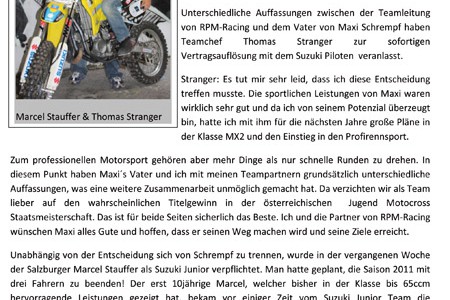 Unterschiedliche Auffassungen zwischen der Teamleitung
von RPM-Racing und dem Vater von Maxi Schrempf haben
Teamchef Thomas Stranger zur sofortigen
Vertragsauflösung mit dem Suzuki Piloten veranlasst.
Stranger: Es tut mir sehr leid, dass ich diese Entscheidung
treffen musste. Die sportlichen Leistungen von Maxi waren
wirklich sehr gut und da ich von seinem Potenzial überzeugt
bin, hatte ich mit ihm für die nächsten Jahre große Pläne in
der Klasse MX2 und den Einstieg in den Profirennsport.
Marcel Stauffer & Thomas Stranger
Zum professionellen Motorsport gehören aber mehr Dinge als nur schnelle Runden zu drehen. In
diesem Punkt haben Maxi´s Vater und ich mit meinen Teampartnern grundsätzlich unterschiedliche
Auffassungen, was eine weitere Zusammenarbeit unmöglich gemacht hat. Da verzichten wir als Team
lieber auf den wahrscheinlichen Titelgewinn in der österreichischen Jugend Motocross
Staatsmeisterschaft. Das ist für beide Seiten sicherlich das Beste. Ich und die Partner von RPM-Racing
wünschen Maxi alles Gute und hoffen, dass er seinen Weg machen wird und seine Ziele erreicht.
Unabhängig von der Entscheidung sich von Schrempf zu trennen, wurde in der vergangenen Woche
der Salzburger Marcel Stauffer als Suzuki Junior verpflichtet. Man hatte geplant, die Saison 2011 mit
drei Fahrern zu beenden! Der erst 10jährige Marcel, welcher bisher in der Klasse bis 65ccm
hervorragende Leistungen gezeigt hat, bekam vor einiger Zeit vom Suzuki Junior Team die